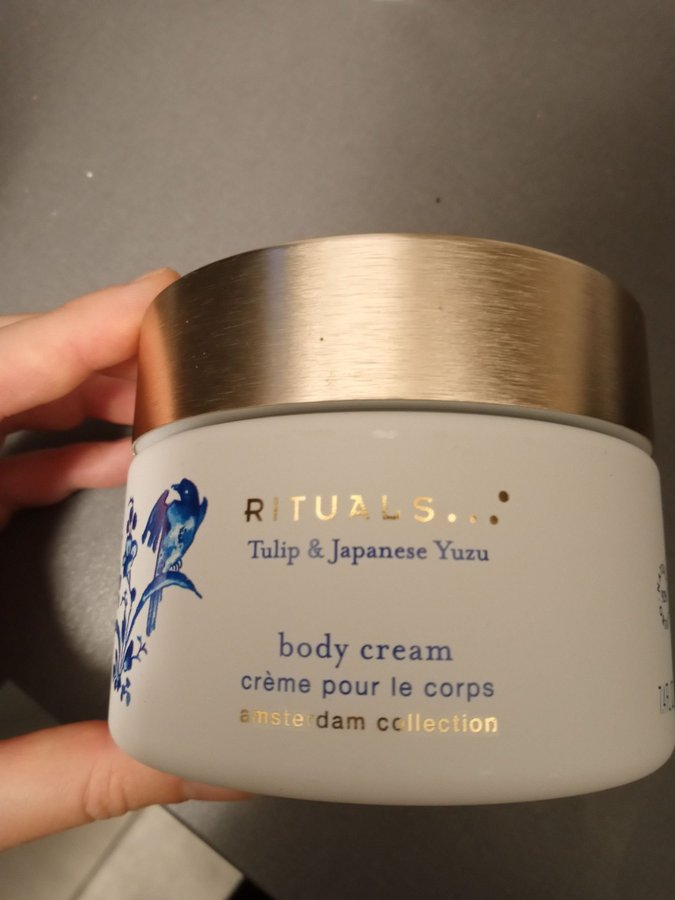 RITUALS...
Tulip & Japanese Yuzu
body cream
crème pour le corps
amsterdam collection